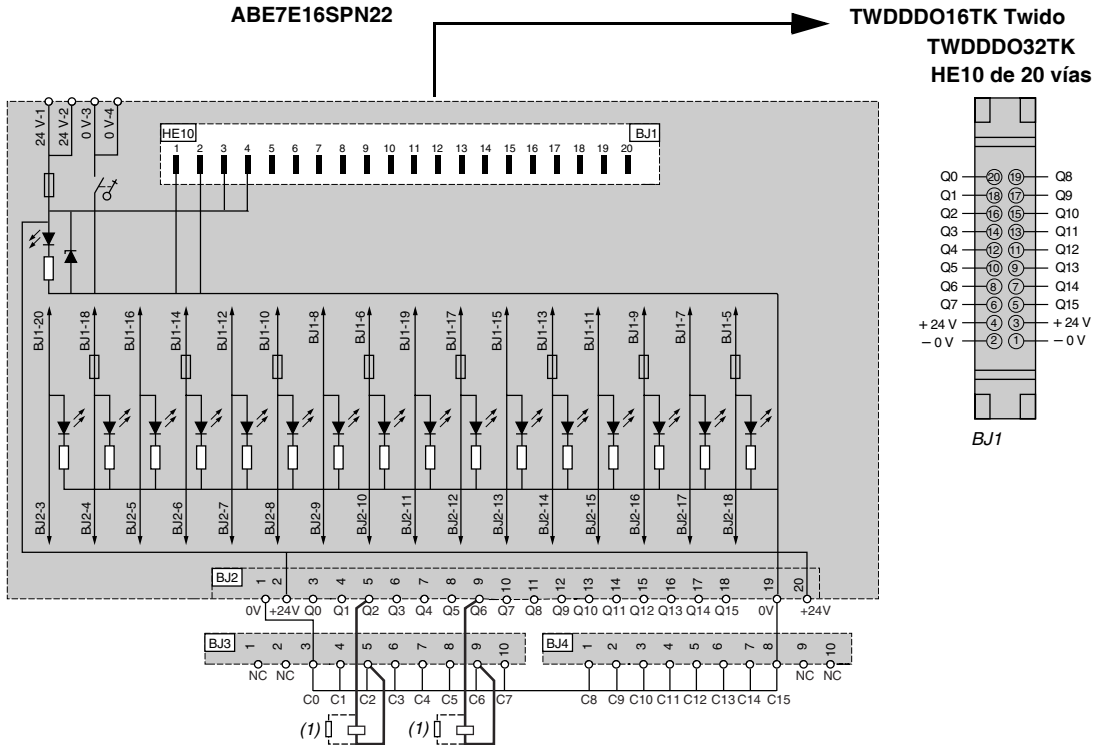 ABE7E16SPN22
TWDDDO16TK Twido
TWDDDO32TK
HE10 de 20 vías
24 V-1
24 V-2
0 V-3
0 V-4
HE10
BJ1
1 2 3 4 5 6 7 8 9 10 11 12 13 14 15 16 17 18 19 20
Q0 20 19 Q8
Q1 18 17 Q9
Q2 16 15 Q10
Q3 14 13 Q11
Q4 12 11 Q12
Q5 10 9 Q13
Q6 8 7 Q14
Q7 6 5 Q15
+ 24 V 4 3 + 24 V
– 0 V 2 1 – 0 V
BJ1
BJ1-20 BJ1-18 BJ1-16 BJ1-14 BJ1-12 BJ1-10 BJ1-8 BJ1-6 BJ1-19 BJ1-17 BJ1-15 BJ1-13 BJ1-11 BJ1-9 BJ1-7 BJ1-5
BJ2-3 BJ2-4 BJ2-5 BJ2-6 BJ2-7 BJ2-8 BJ2-9 BJ2-10 BJ2-11 BJ2-12 BJ2-13 BJ2-14 BJ2-15 BJ2-16 BJ2-17 BJ2-18
BJ2
1 2 3 4 5 6 7 8 9 10 11 12 13 14 15 16 17 18 19 20
0V +24V Q0 Q1 Q2 Q3 Q4 Q5 Q6 Q7 Q8 Q9 Q10 Q11 Q12 Q13 Q14 Q15 0V +24V
BJ3
1 2 3 4 5 6 7 8 9 10
BJ4
1 2 3 4 5 6 7 8 9 10
NC NC
NC NC
C0 C1 C2 C3 C4 C5 C6 C7
C8 C9 C10 C11 C12 C13 C14 C15
(1)
(1)